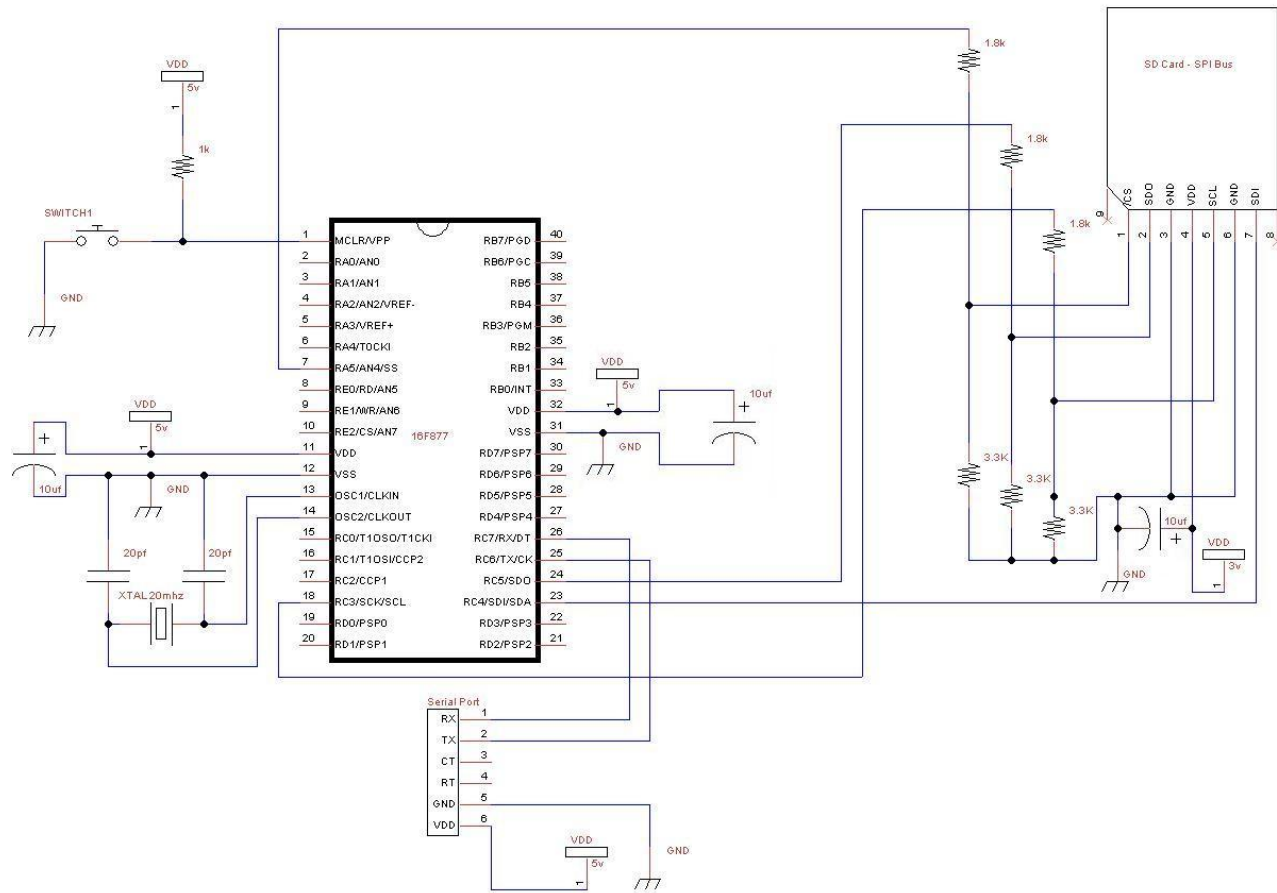 VDD
5v
1
1k
SWITCH1
GND
1.8k
1.8k
1.8k
SD Card - SPI Bus
/CS
SDO
GND
VDD
SCL
GND
SDI
9
1
2
3
4
5
6
7
8
1 MCLR/VPP
2 RA0/AN0
3 RA1/AN1
4 RA2/AN2/VREF-
5 RA3/VREF+
6 RA4/TOCKI
7 RA5/AN4/SS
8 RE0/RD/AN5
9 RE1/WR/AN6
10 RE2/CS/AN7
11 VDD
12 VSS
13 OSC1/CLKIN
14 OSC2/CLKOUT
15 RC0/T1OSO/T1CKI
16 RC1/T1OSI/CCP2
17 RC2/CCP1
18 RC3/SCK/SCL
19 RD0/PSP0
20 RD1/PSP1
16F877
RB7/PGD 40
RB6/PGC 39
RB5 38
RB4 37
RB3/PGM 36
RB2 35
RB1 34
RB0/INT 33
VDD 32
VSS 31
RD7/PSP7 30
RD6/PSP6 29
RD5/PSP5 28
RD4/PSP4 27
RC7/RX/DT 26
RC6/TX/CK 25
RC5/SDO 24
RC4/SDI/SDA 23
RD3/PSP3 22
RD2/PSP2 21
VDD
5v
1
+
10uf
GND
VDD
5v
1
+
10uf
GND
20pf
20pf
XTAL20mhz
3.3K
3.3K
3.3K
10uf
+
GND
VDD
3v
1
Serial Port
RX 1
TX 2
CT 3
RT 4
GND 5
VDD 6
VDD
5v
1
GND